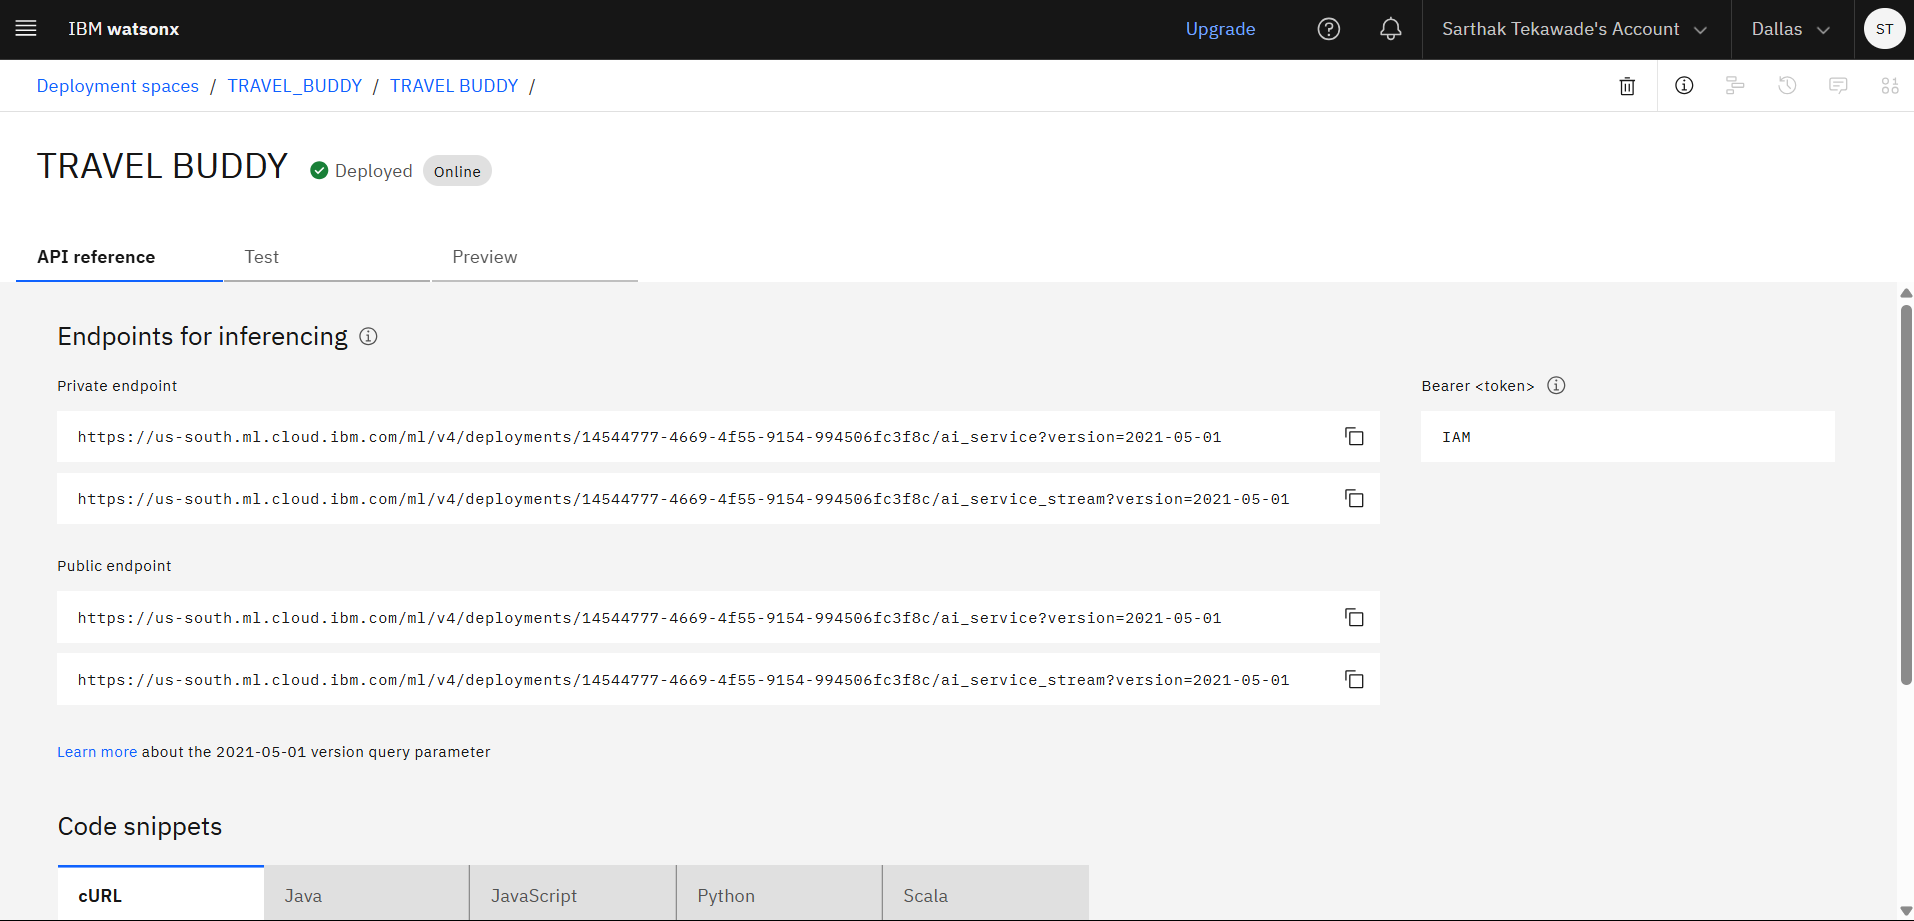 IBM watsonx
Upgrade
Sarthak Tekawade's Account
Dallas
ST
Deployment spaces / TRAVEL_BUDDY / TRAVEL BUDDY /
TRAVEL BUDDY
Deployed
Online
API reference
Test
Preview
Endpoints for inferencing
Private endpoint
https://us-south.ml.cloud.ibm.com/ml/v4/deployments/14544777-4669-4f55-9154-994506fc3f8c/ai_service?version=2021-05-01
https://us-south.ml.cloud.ibm.com/ml/v4/deployments/14544777-4669-4f55-9154-994506fc3f8c/ai_service_stream?version=2021-05-01
Bearer <token>
IAM
Public endpoint
https://us-south.ml.cloud.ibm.com/ml/v4/deployments/14544777-4669-4f55-9154-994506fc3f8c/ai_service?version=2021-05-01
https://us-south.ml.cloud.ibm.com/ml/v4/deployments/14544777-4669-4f55-9154-994506fc3f8c/ai_service_stream?version=2021-05-01
Learn more about the 2021-05-01 version query parameter
Code snippets
cURL
Java
JavaScript
Python
Scala